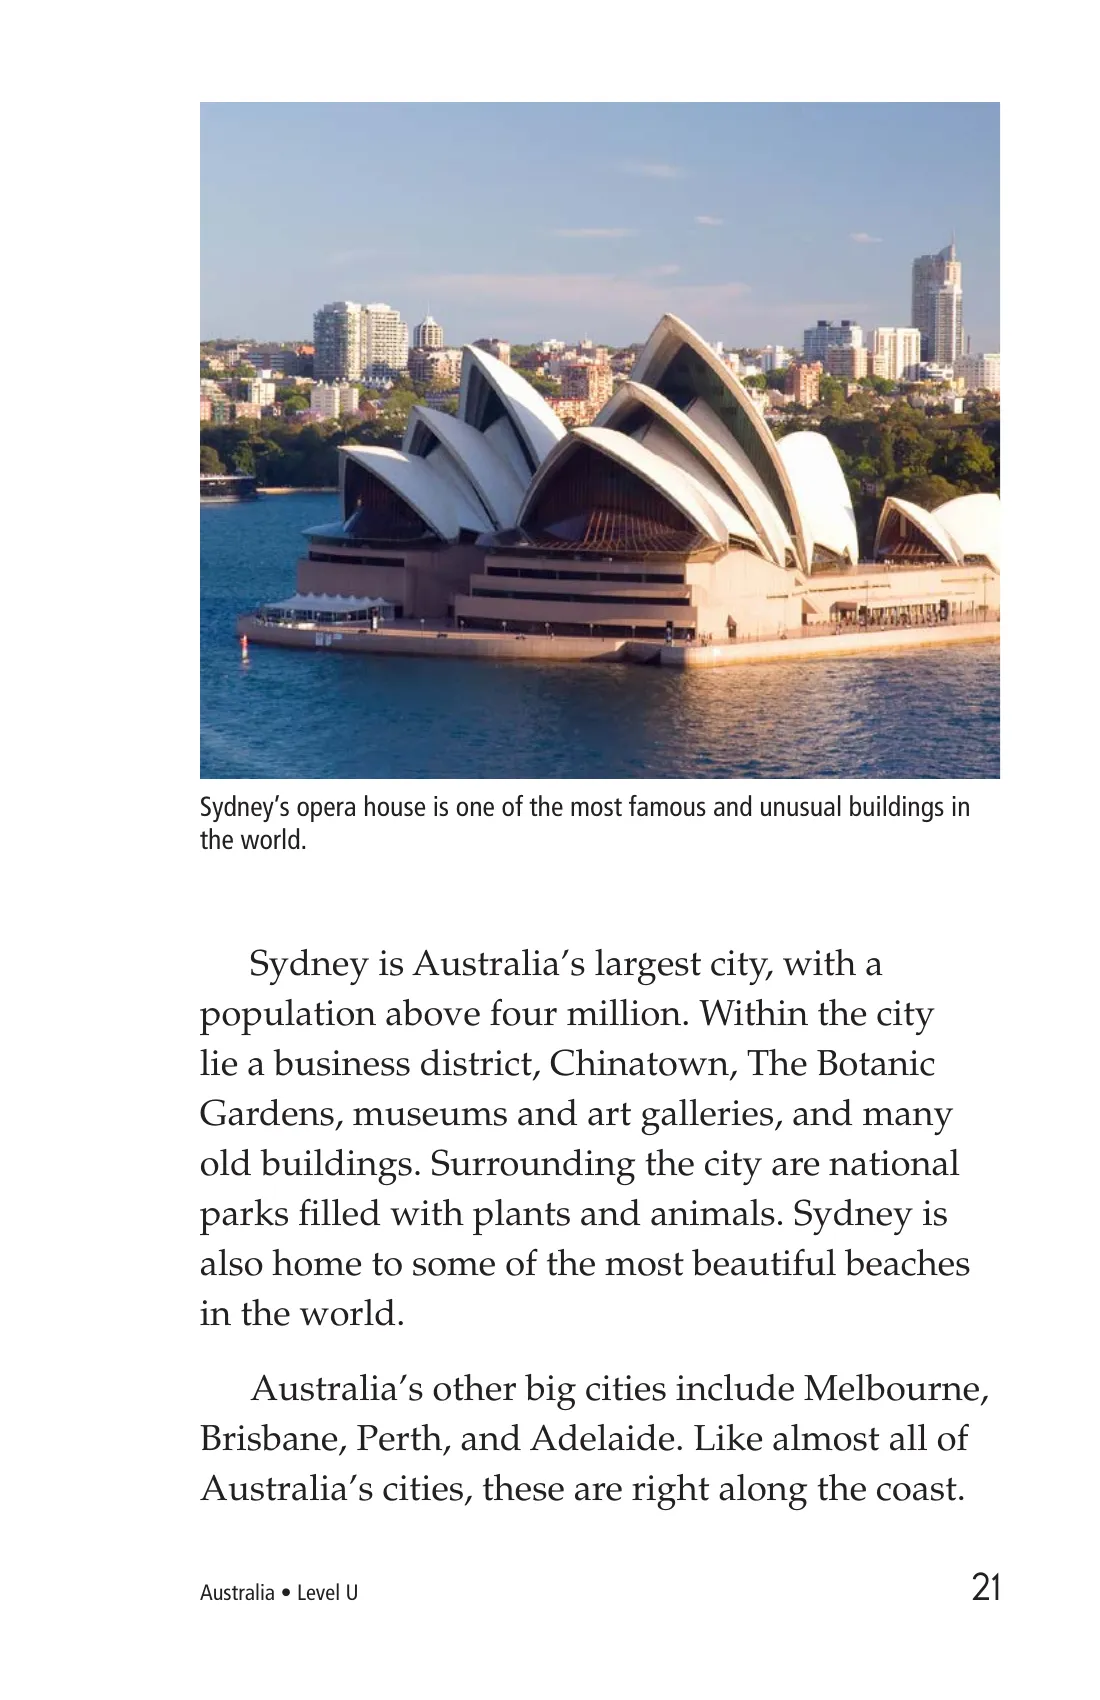 Sydney’s opera house is one of the most famous and unusual buildings in
the world.
Sydney is Australia’s largest city, with a
population above four million. Within the city
lie a business district, Chinatown, The Botanic
Gardens, museums and art galleries, and many
old buildings. Surrounding the city are national
parks filled with plants and animals. Sydney is
also home to some of the most beautiful beaches
in the world.
Australia’s other big cities include Melbourne,
Brisbane, Perth, and Adelaide. Like almost all of
Australia’s cities, these are right along the coast.
Australia • Level U
21